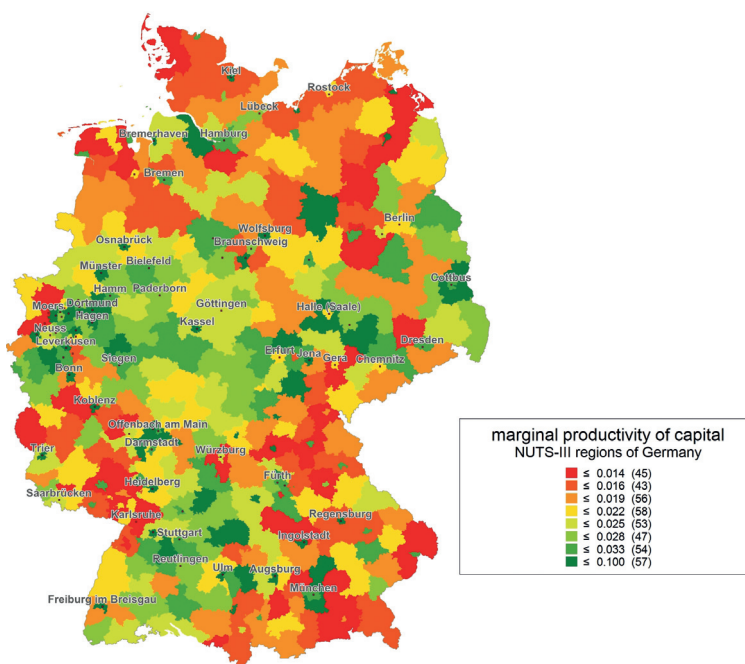 Kiel
Rostock
Lübeck
Bremerhaven Hamburg
Bremen
Berlin
Wolfsburg
Osnabrück
Braunschweig
Münster Bielefeld
Cottbus
Hamm Paderborn
Moers Dortmund
Göttingen
Halle (Saale)
Hagen
Neuss
Kassel
Leverkusen
Dresden
Erfurt Jena Gera
Siegen
Chemnitz
Bonn
Koblenz
Offenbach am Main
Darmstadt
Trier
Würzburg
Fürth
Heidelberg
Saarbrücken
Karlsruhe
Regensburg
Stuttgart
Ingolstadt
Reutlingen
Ulm Augsburg
München
Freiburg im Breisgau
marginal productivity of capital
NUTS-III regions of Germany
≤ 0.014 (45)
≤ 0.016 (43)
≤ 0.019 (56)
≤ 0.022 (58)
≤ 0.025 (53)
≤ 0.028 (47)
≤ 0.033 (54)
≤ 0.100 (57)